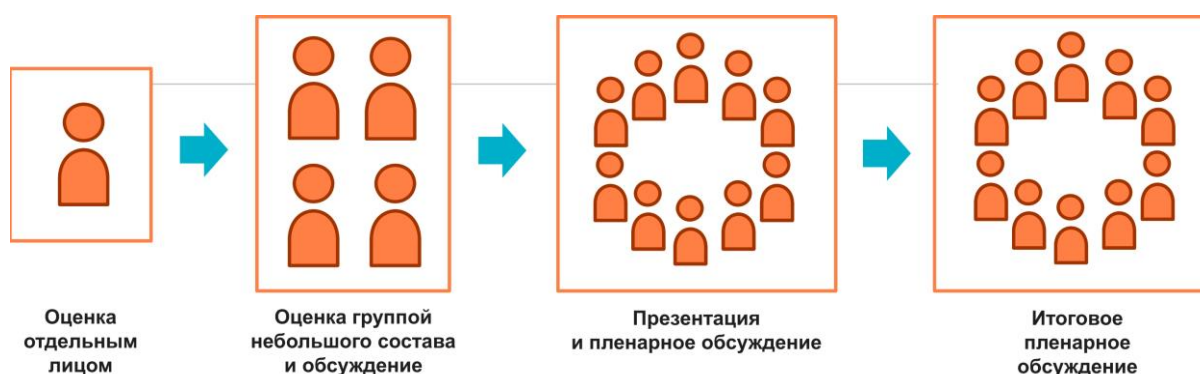 Оценка
отдельным
лицом
Оценка группой
небольшого состава
и обсуждение
Презентация
и пленарное обсуждение
Итоговое
пленарное
обсуждение